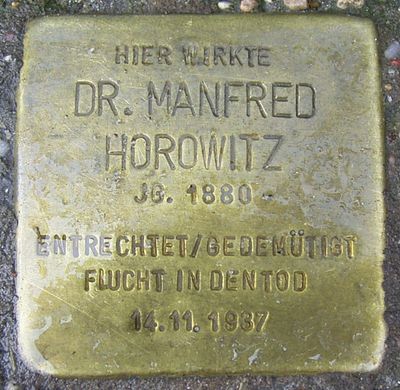 HIER WIRKTE
DR. MANFRED
HOROWITZ
JG. 1880
ENTRECHTET/GEDEMÜTIGT
FLUCHT IN DEN TOD
14.11.1937